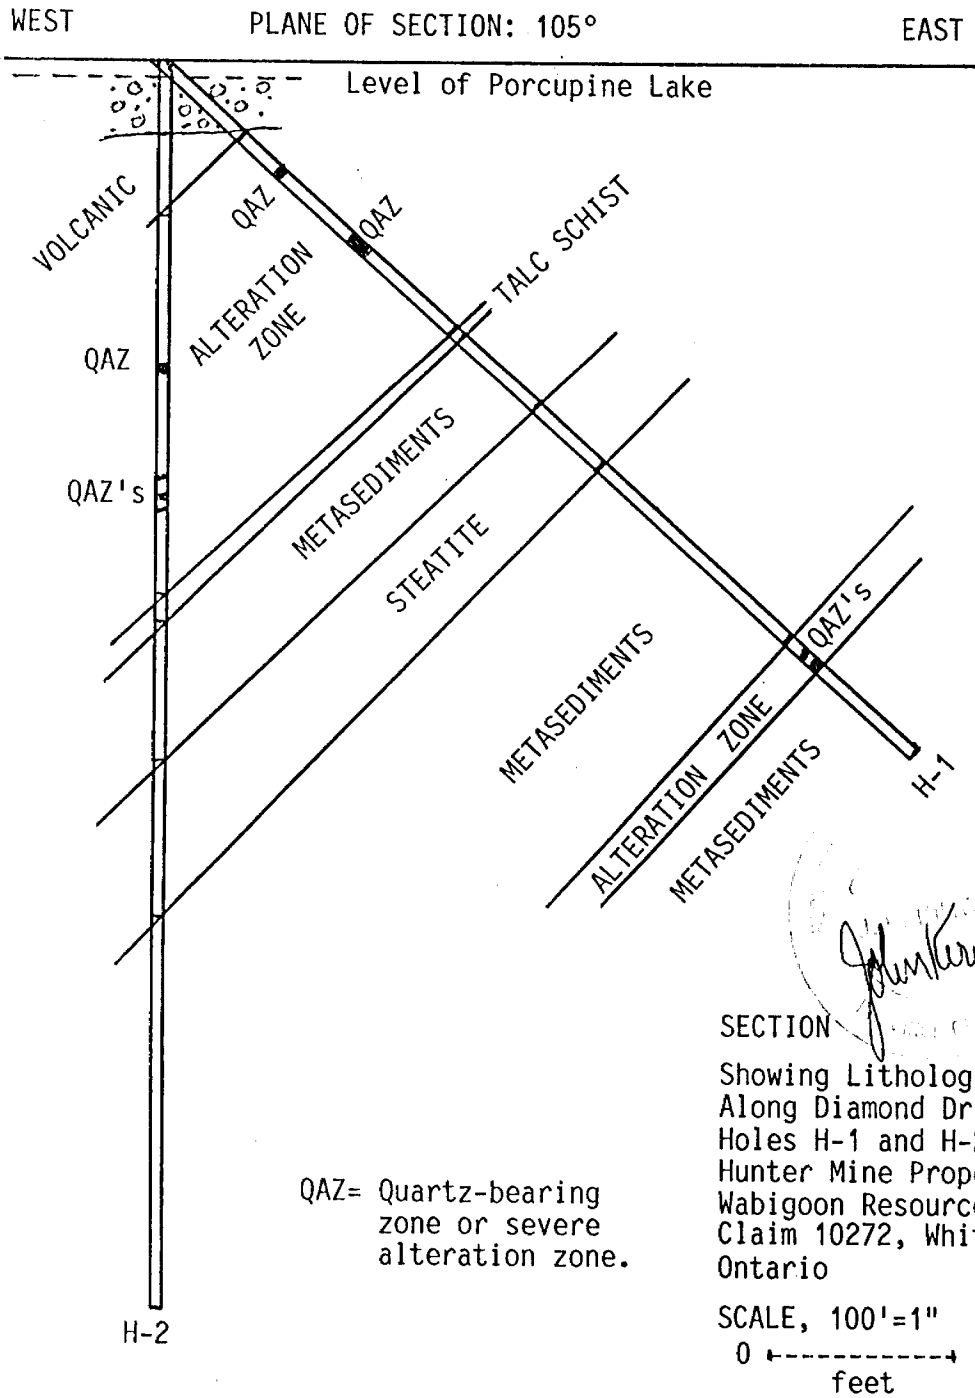 WEST PLANE OF SECTION: 105° EAST
Level of Porcupine Lake
VOLCANIC
QAZ
QAZ
TALC SCHIST
ALTERATION
ZONE
QAZ
QAZ's
METASEDIMENTS
STEATITE
METASEDIMENTS
QAZ's
ALTERATION ZONE
METASEDIMENTS
H-1
SECTION
Showing Litholog
Along Diamond Dr
Holes H-1 and H-
Hunter Mine Prop
Wabigoon Resourc
Claim 10272, Whi
Ontario
QAZ= Quartz-bearing
zone or severe
alteration zone.
SCALE, 100'=1"
0
feet
H-2